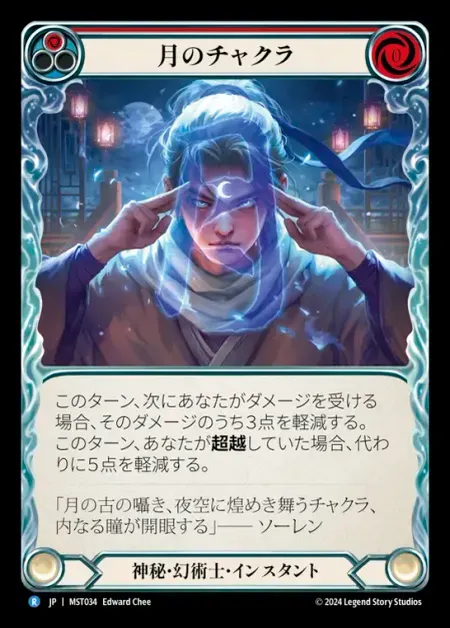 月のチャクラ
0
このターン、次にあなたがダメージを受ける
場合、そのダメージのうち3点を軽減する。
このターン、あなたが超越していた場合、代わ
りに5点を軽減する。
「月の古の囁き、夜空に煌めき舞うチャクラ、
内なる瞳が開眼する」── ソーレン
神秘・幻術士・インスタント
R JP | MST034 Edward Chee
© 2024 Legend Story Studios